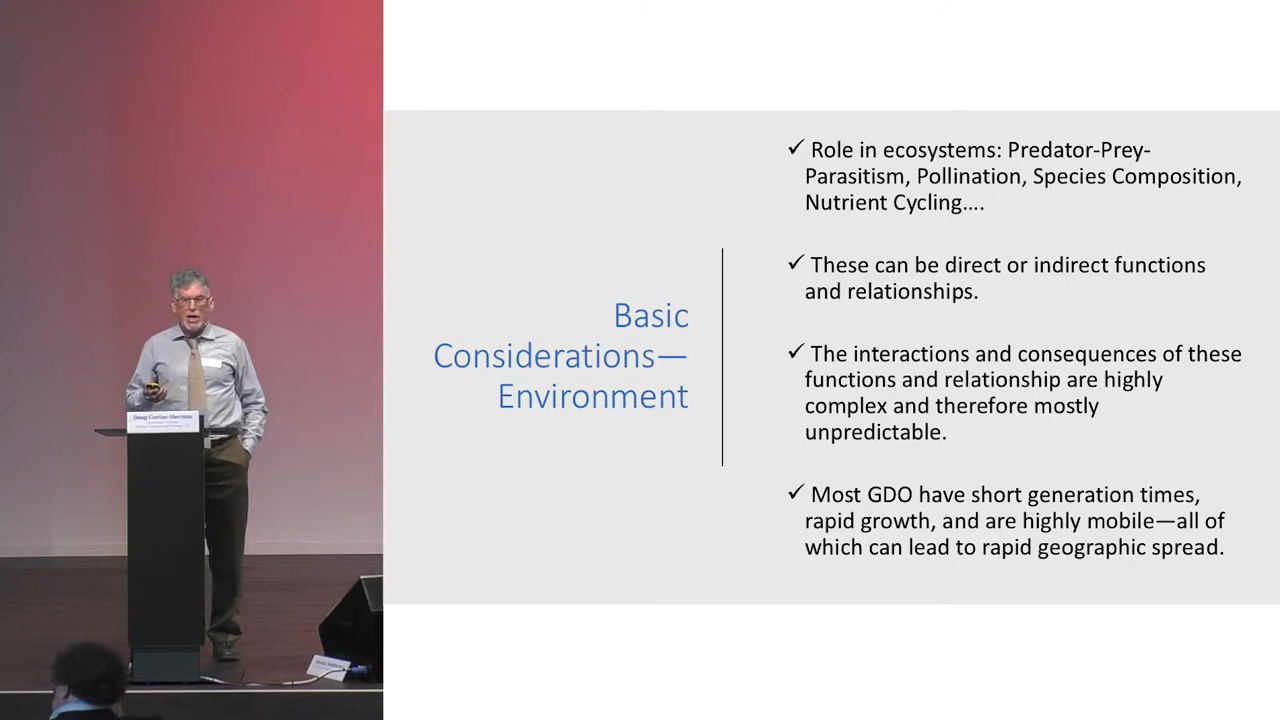 Basic
Considerations—
Environment
✓ Role in ecosystems: Predator-Prey-
Parasitism, Pollination, Species Composition,
Nutrient Cycling....
✓ These can be direct or indirect functions
and relationships.
✓ The interactions and consequences of these
functions and relationship are highly
complex and therefore mostly
unpredictable.
✓ Most GDO have short generation times,
rapid growth, and are highly mobile—all of
which can lead to rapid geographic spread.
Doug Gurian-Sherman